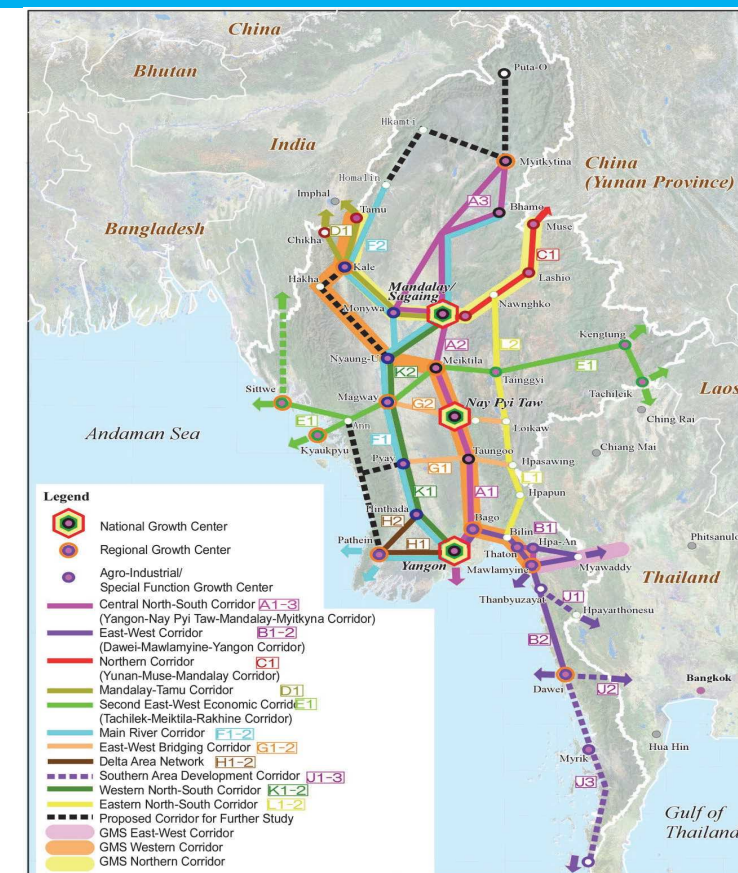 China
Bhutan
Puta-O
Hkamti
India
Myitkytina
China
(Yunan Province)
Homalin
Imphal
Tamu
A3
Bhamo
Muse
Bangladesh
D1
Chikha
F2
C1
Kale
Hakha
Mandalay/
Sagaing
Lashio
Nawnghko
Monywa
Kengtung
A2
L2
Nyaung-U
Meiktila
E1
K2
Tainggyi
Tachileik
Laos
Sittwe
Magway
G2
Nay Pyi Taw
Ching Rai
E1
Ann
Loikaw
Andaman Sea
Kyaukpyu
F1
Chiang Mai
Pyay
Taungoo
Hpasawing
G1
L1
K1
A1
Hpapun
Hinthada
Bago
Bilin
H2
B1
Phitsanulo
Pathein
H1
Hpa-An
Thaton
Yangon
Mawlamyine
Myawaddy
Thailand
Thanbyuzayat
J1
Hpayarthonesu
B2
Bangkok
Dawei
J2
Hua Hin
Myrik
J3
Gulf of
Thailand
Legend
National Growth Center
Regional Growth Center
Agro-Industrial/
Special Function Growth Center
Central North-South Corridor A1-3
(Yangon-Nay Pyi Taw-Mandalay-Myitkyna Corridor)
East-West Corridor B1-2
(Dawei-Mawlamyine-Yangon Corridor)
Northern Corridor C1
(Yunan-Muse-Mandalay Corridor)
Mandalay-Tamu Corridor D1
Second East-West Economic Corrido E1
(Tachilek-Meiktila-Rakhine Corridor)
Main River Corridor F1-2
East-West Bridging Corridor G1-2
Delta Area Network H1-2
Southern Area Development Corridor J1-3
Western North-South Corridor K1-2
Eastern North-South Corridor L1-2
Proposed Corridor for Further Study
GMS East-West Corridor
GMS Western Corridor
GMS Northern Corridor